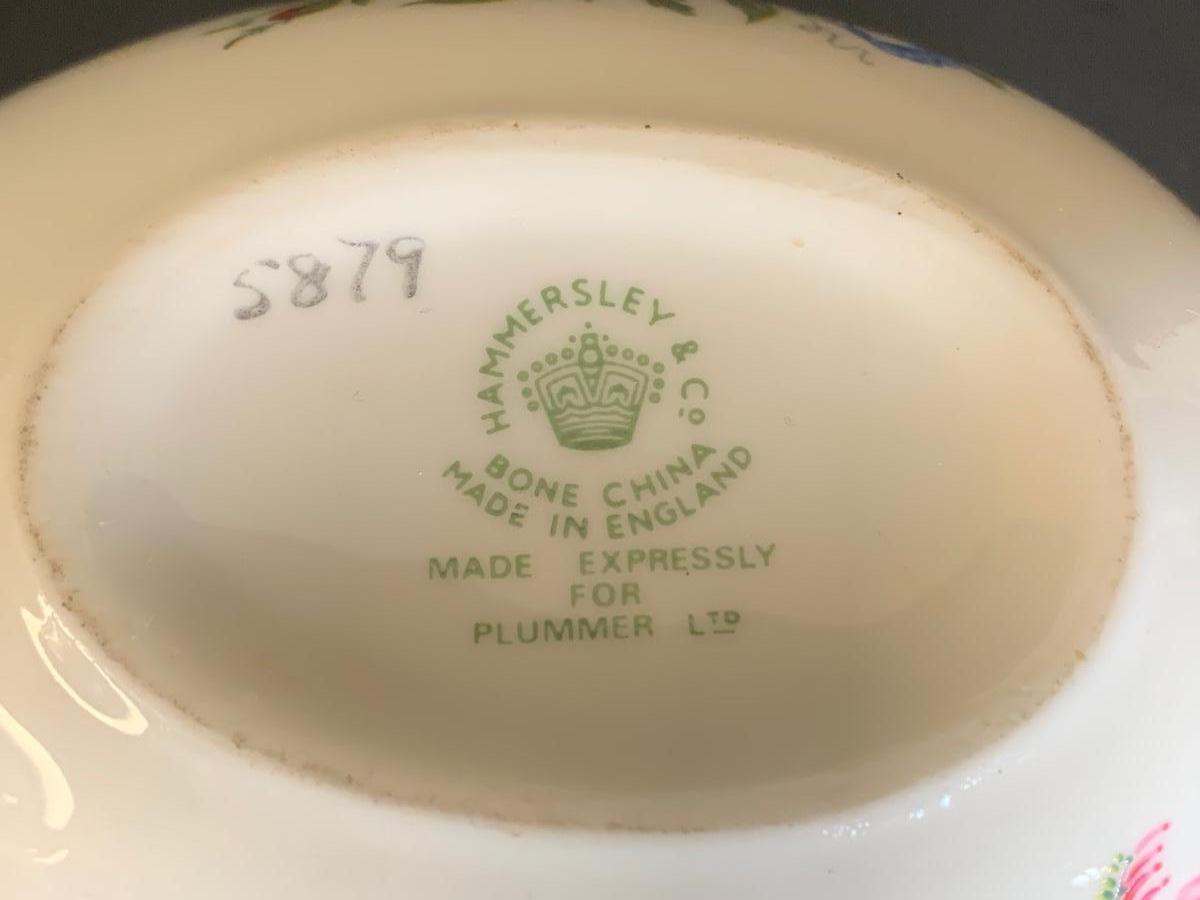 5879
HAMMERSLEY & Co
BONE CHINA
MADE IN ENGLAND
MADE EXPRESSLY
FOR
PLUMMER LTD